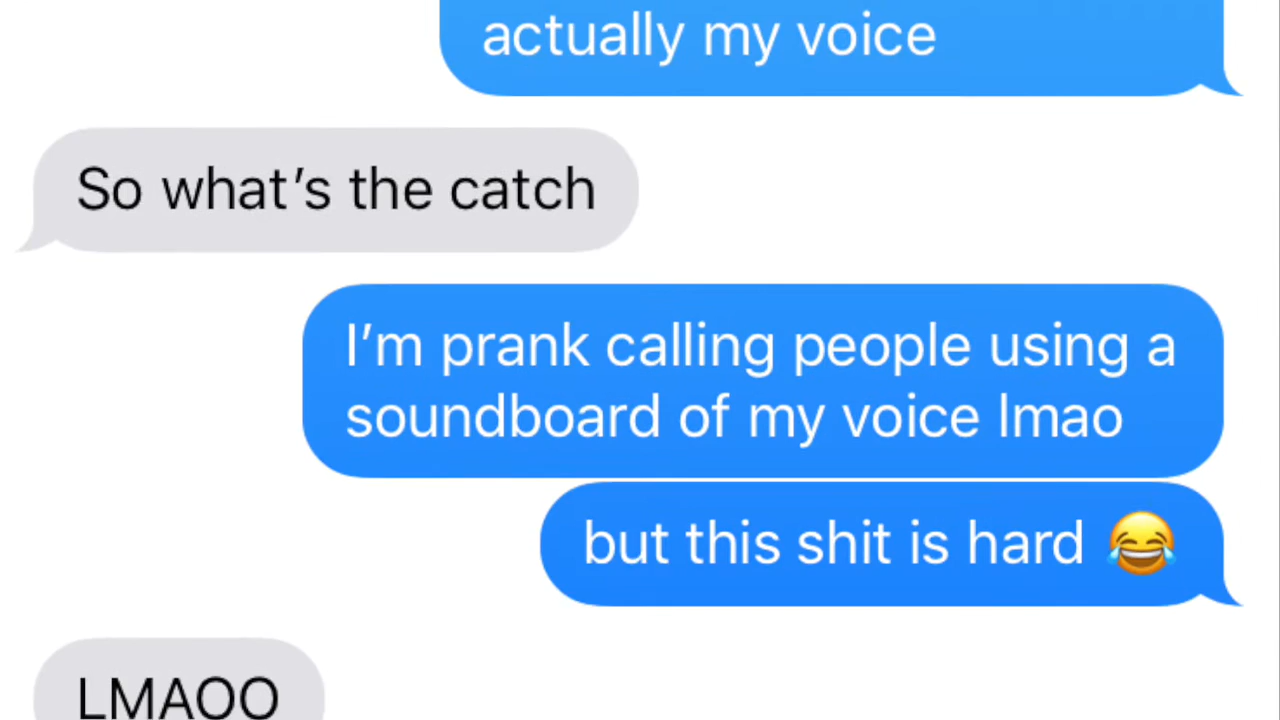 actually my voice
So what’s the catch
I’m prank calling people using a
soundboard of my voice lmao
but this shit is hard 😂
LMAOO